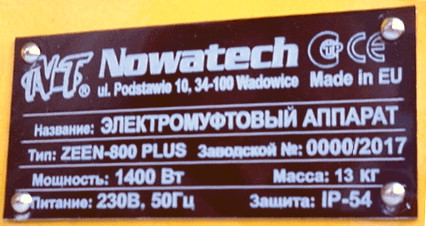 NT® Nowatech CE
ul. Podstawie 10, 34-100 Wadowice Made in EU
Название: ЭЛЕКТРОМУФТОВЫЙ АППАРАТ
Тип: ZEEN-800 PLUS Заводской №: 0000/2017
Мощность: 1400 Вт Масса: 13 КГ
Питание: 230В, 50Гц Защита: IP-54